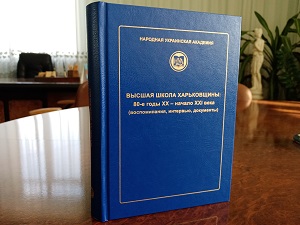 НАРОДНАЯ УКРАИНСКАЯ АКАДЕМИЯ
ВЫСШАЯ ШКОЛА ХАРЬКОВЩИНЫ:
80-е годы XX – начало XXI века
(воспоминания, интервью, документы)